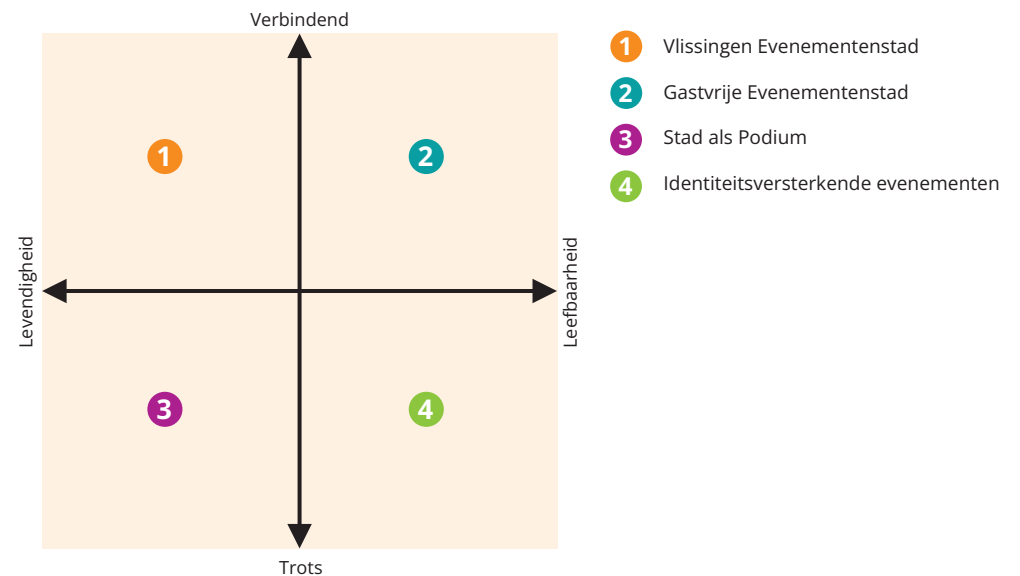 Verbindend
1 Vlissingen Evenementenstad
2 Gastvrije Evenementenstad
3 Stad als Podium
4 Identiteitsversterkende evenementen
1
2
Levendigheid
Leefbaarheid
3
4
Trots